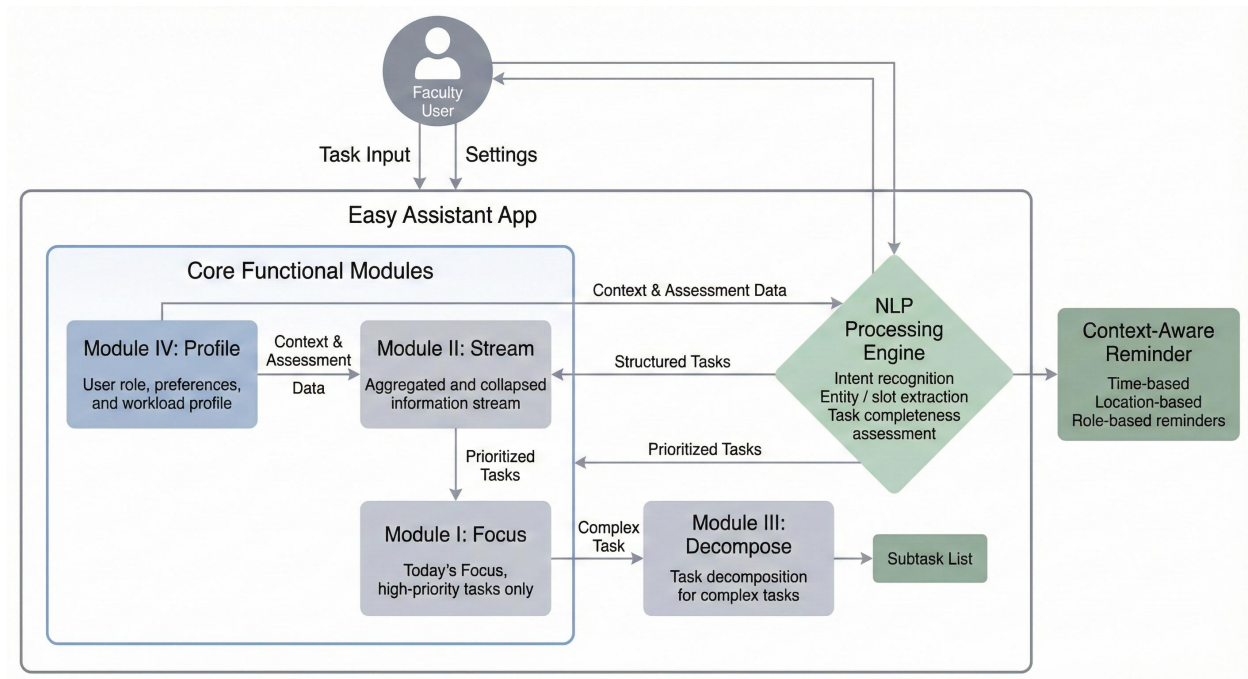 Faculty
User
Task Input
Settings
Easy Assistant App
Core Functional Modules
Context & Assessment Data
Module IV: Profile
User role, preferences,
and workload profile
Context &
Assessment
Data
Module II: Stream
Aggregated and collapsed
information stream
Structured Tasks
NLP
Processing
Engine
Intent recognition
Entity / slot extraction
Task completeness
assessment
Context-Aware
Reminder
Time-based
Location-based
Role-based reminders
Prioritized
Tasks
Prioritized Tasks
Module I: Focus
Today's Focus,
high-priority tasks only
Complex
Task
Module III:
Decompose
Task decomposition
for complex tasks
Subtask List